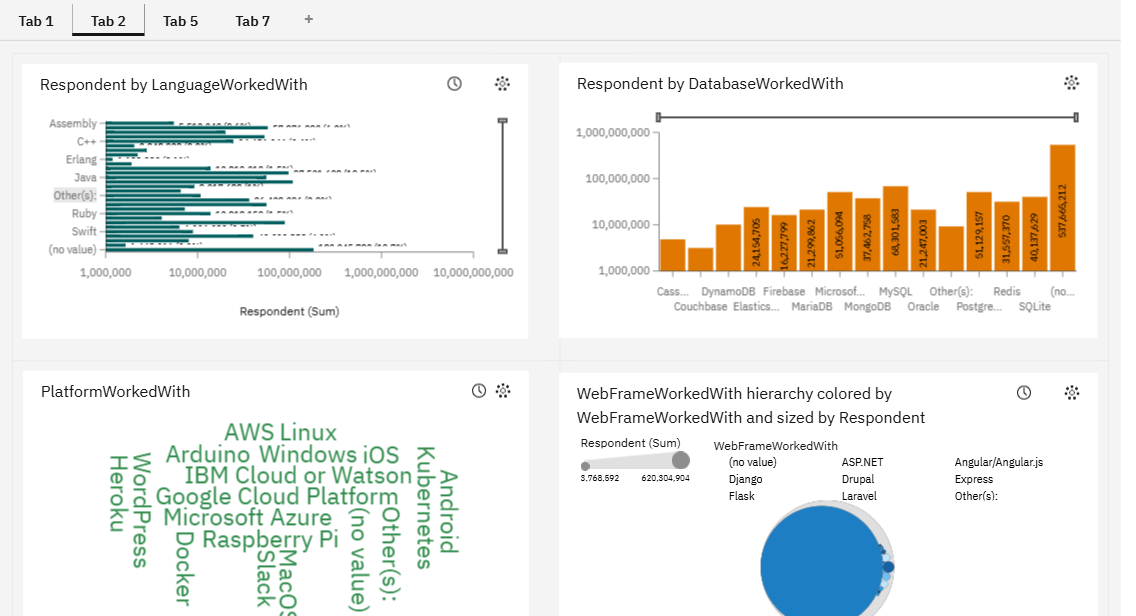 Tab 1
Tab 2
Tab 5
Tab 7
+
Respondent by LanguageWorkedWith
Assembly
C++
Erlang
Java
Other(s):
Ruby
Swift
(no value)
1,000,000
10,000,000
100,000,000
1,000,000,000
10,000,000,000
Respondent (Sum)
Respondent by DatabaseWorkedWith
1,000,000,000
100,000,000
10,000,000
1,000,000
24,154,705
16,227,799
21,299,862
51,056,094
37,462,758
68,301,583
21,247,003
51,129,157
31,557,370
40,137,629
537,665,212
Cass... DynamoDB Firebase Microsof... MySQL Other(s): Redis (no...
Couchbase Elastics... MariaDB MongoDB Oracle Postgre... SQLite
PlatformWorkedWith
AWS Linux
Arduino Windows iOS
IBM Cloud or Watson
Google Cloud Platform
Microsoft Azure
Raspberry Pi
Heroku
WordPress
Docker
Slack
MacOS
(no value)
Other(s):
Kubernetes
Android
WebFrameWorkedWith hierarchy colored by
WebFrameWorkedWith and sized by Respondent
Respondent (Sum)
3,768,592 620,304,904
WebFrameWorkedWith
(no value) ASP.NET Angular/Angular.js
Django Drupal Express
Flask Laravel Other(s):